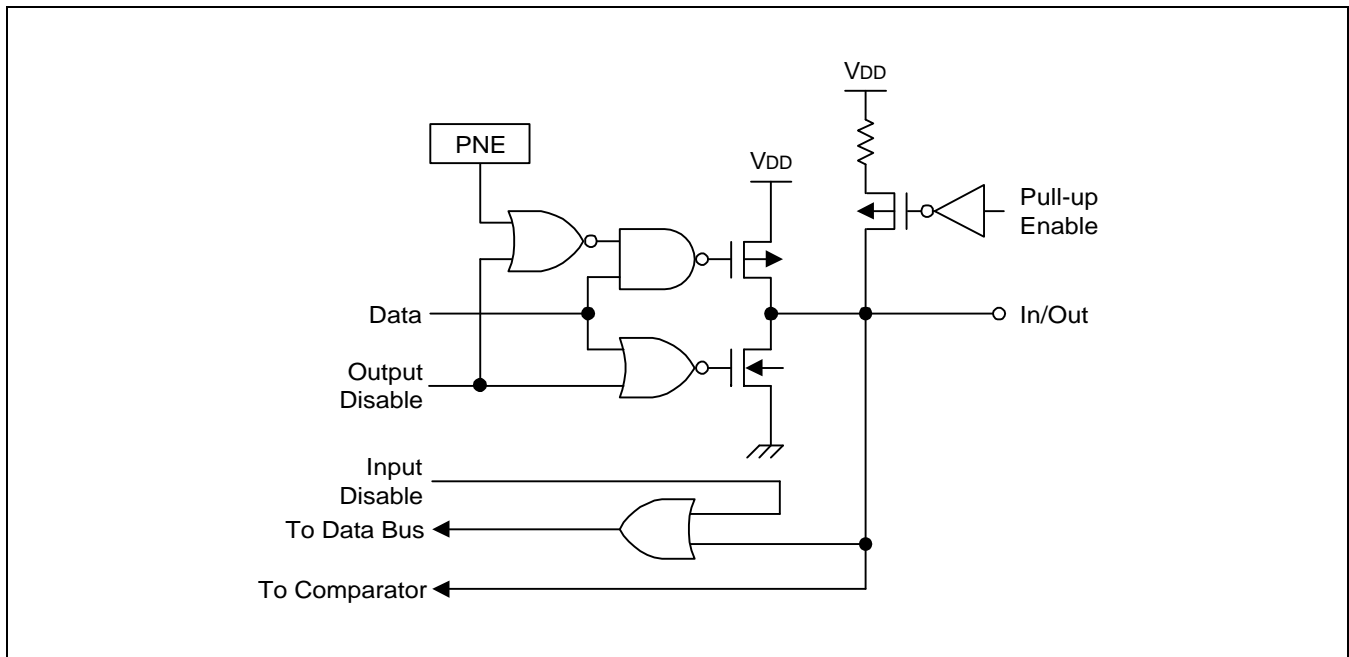 VDD
PNE
VDD
Pull-up
Enable
Data
In/Out
Output
Disable
Input
Disable
To Data Bus
To Comparator